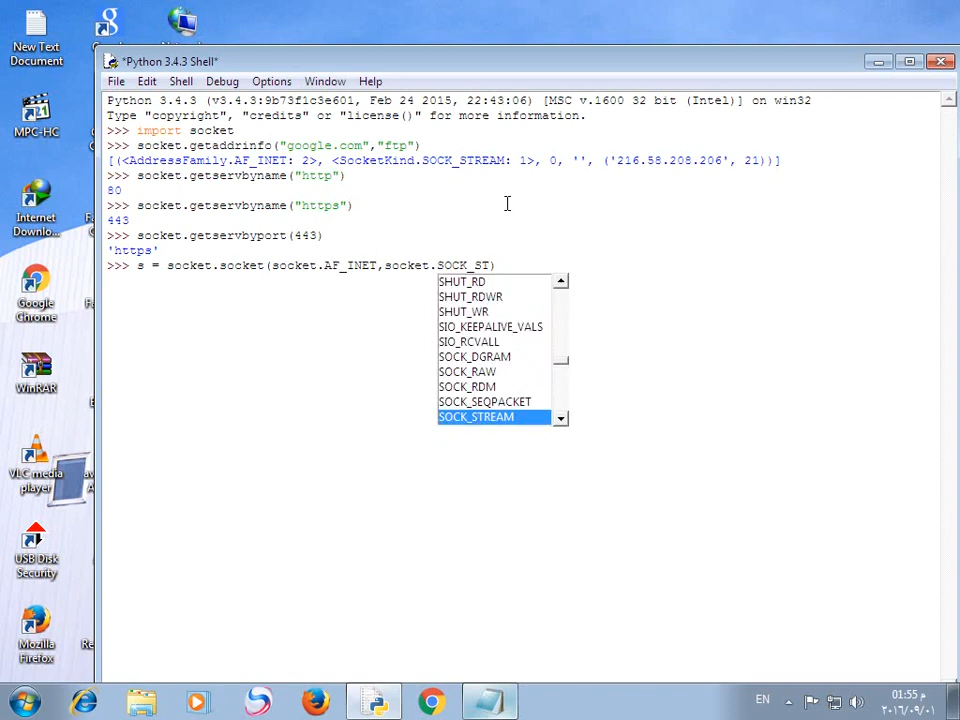 New Text
Document
MPC-HC
Internet
Downlo...
Google
Chrome
WinRAR
VLC media
player
USB Disk
Security
Mozilla
Firefox
*Python 3.4.3 Shell*
File Edit Shell Debug Options Window Help
Python 3.4.3 (v3.4.3:9b73f1c3e601, Feb 24 2015, 22:43:06) [MSC v.1600 32 bit (Intel)] on win32
Type "copyright", "credits" or "license()" for more information.
>>> import socket
>>> socket.getaddrinfo("google.com","ftp")
[(<AddressFamily.AF_INET: 2>, <SocketKind.SOCK_STREAM: 1>, 0, '', ('216.58.208.206', 21))]
>>> socket.getservbyname("http")
80
>>> socket.getservbyname("https")
443
>>> socket.getservbyport(443)
'https'
>>> s = socket.socket(socket.AF_INET,socket.SOCK_ST)
SHUT_RD
SHUT_RDWR
SHUT_WR
SIO_KEEPALIVE_VALS
SIO_RCVALL
SOCK_DGRAM
SOCK_RAW
SOCK_RDM
SOCK_SEQPACKET
SOCK_STREAM
EN
01:55 م
٢٠١٦/٠٩/٠١